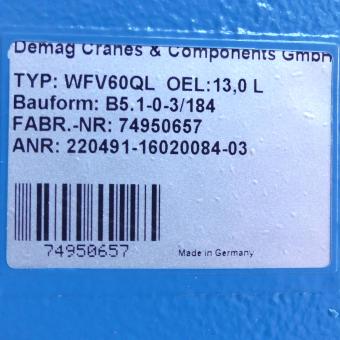 Demag Cranes & Components GmbH
TYP: WFV60QL OEL:13,0 L
Bauform: B5.1-0-3/184
FABR.-NR: 74950657
ANR: 220491-16020084-03
74950657
Made in Germany